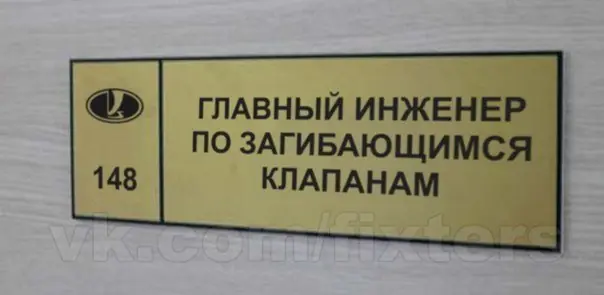 148
ГЛАВНЫЙ ИНЖЕНЕР
ПО ЗАГИБАЮЩИМСЯ
КЛАПАНАМ
vk.com/fixters